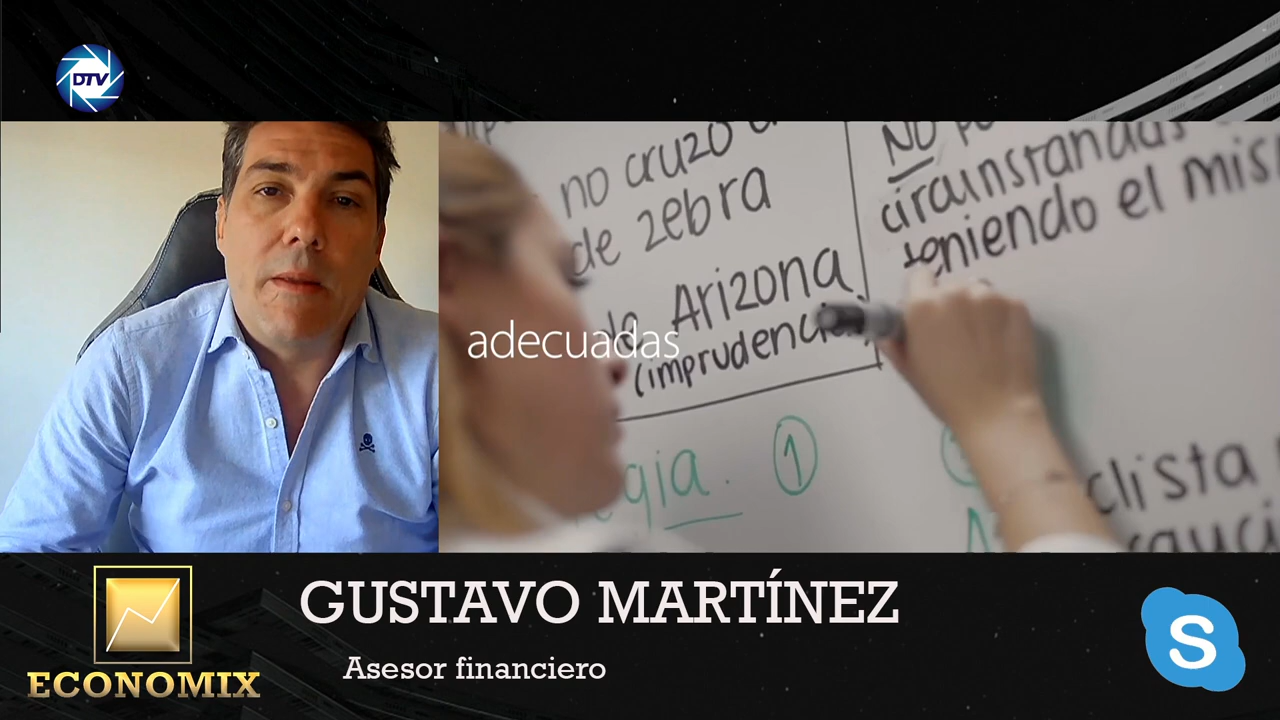 DTV
no cruzo
de zebra
Arizona
(imprudencia
NO
circunstancias
teniendo el mis
adecuadas
gia. 1
clista
GUSTAVO MARTÍNEZ
Asesor financiero
ECONOMIX
S